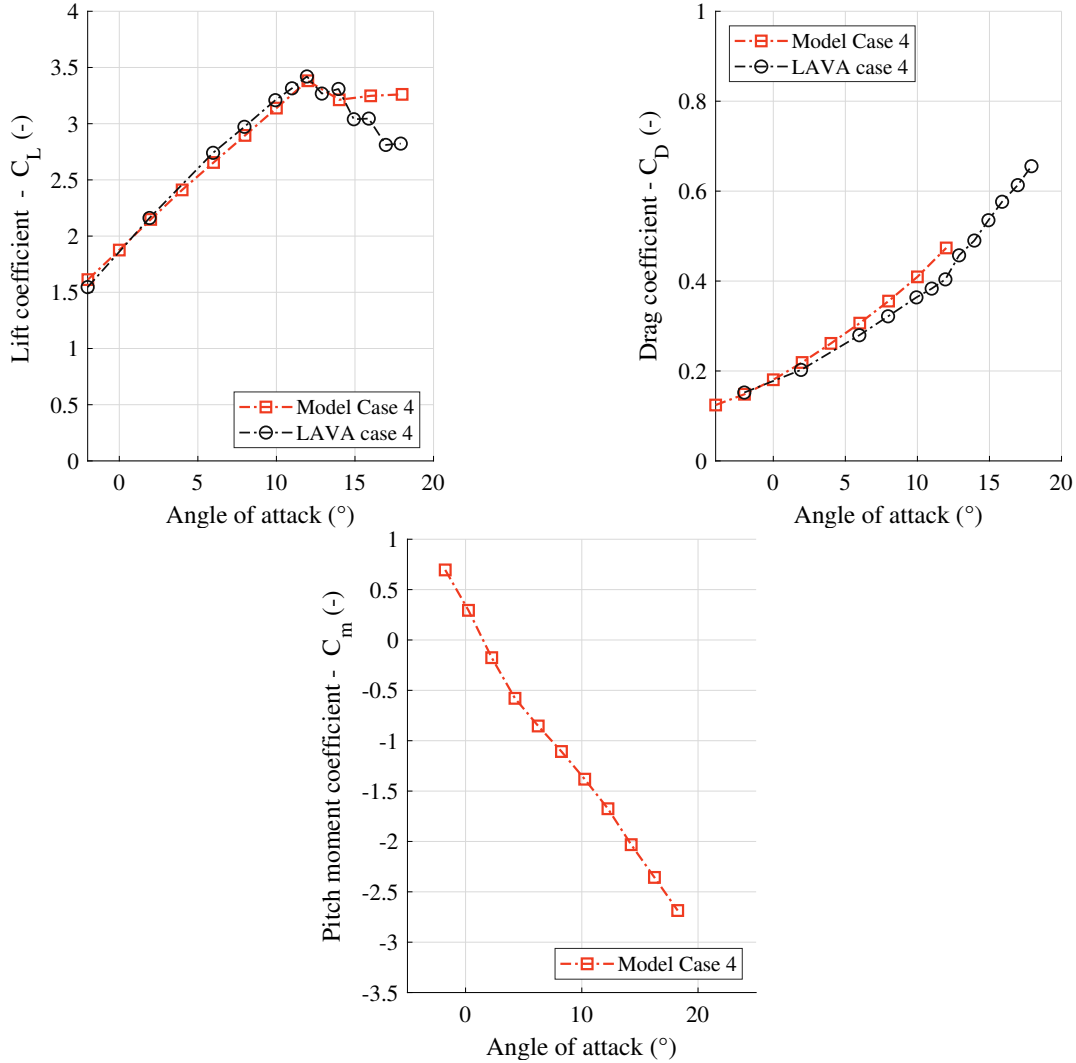 4
3.5
3
2.5
2
1.5
1
0.5
0
0 5 10 15 20
Lift coefficient - C_L (-)
Angle of attack (°)
Model Case 4
LAVA case 4
1
0.8
0.6
0.4
0.2
0
0 5 10 15 20
Drag coefficient - C_D (-)
Angle of attack (°)
Model Case 4
LAVA case 4
1
0.5
0
-0.5
-1
-1.5
-2
-2.5
-3
-3.5
0 10 20
Pitch moment coefficient - C_m (-)
Angle of attack (°)
Model Case 4